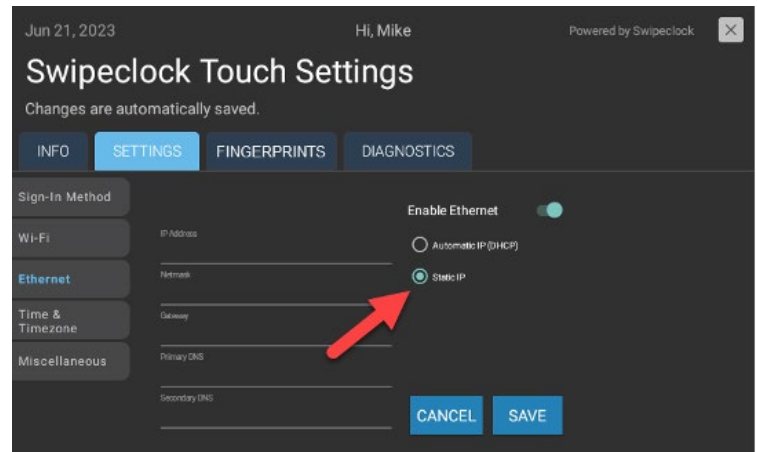 Jun 21, 2023
Hi, Mike
Powered by Swipeclock
Swipeclock Touch Settings
Changes are automatically saved.
INFO
SETTINGS
FINGERPRINTS
DIAGNOSTICS
Sign-In Method
Wi-Fi
Ethernet
Time &
Timezone
Miscellaneous
IP Address
Netmask
Gateway
Primary DNS
Secondary DNS
Enable Ethernet
Automatic IP (DHCP)
Static IP
CANCEL
SAVE